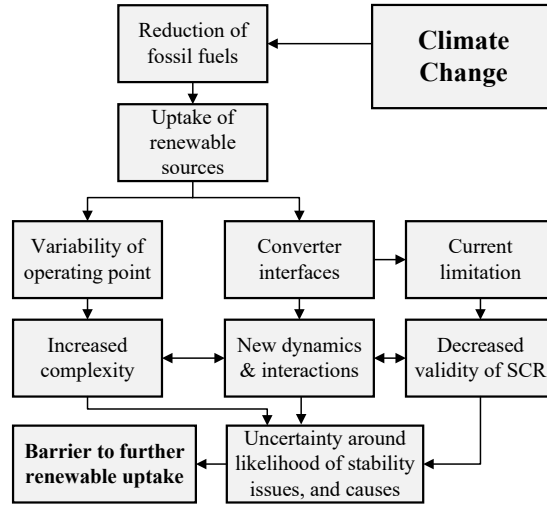 Reduction of
fossil fuels
Climate
Change
Uptake of
renewable
sources
Variability of
operating point
Converter
interfaces
Current
limitation
Increased
complexity
New dynamics
& interactions
Decreased
validity of SCR
Barrier to further
renewable uptake
Uncertainty around
likelihood of stability
issues, and causes